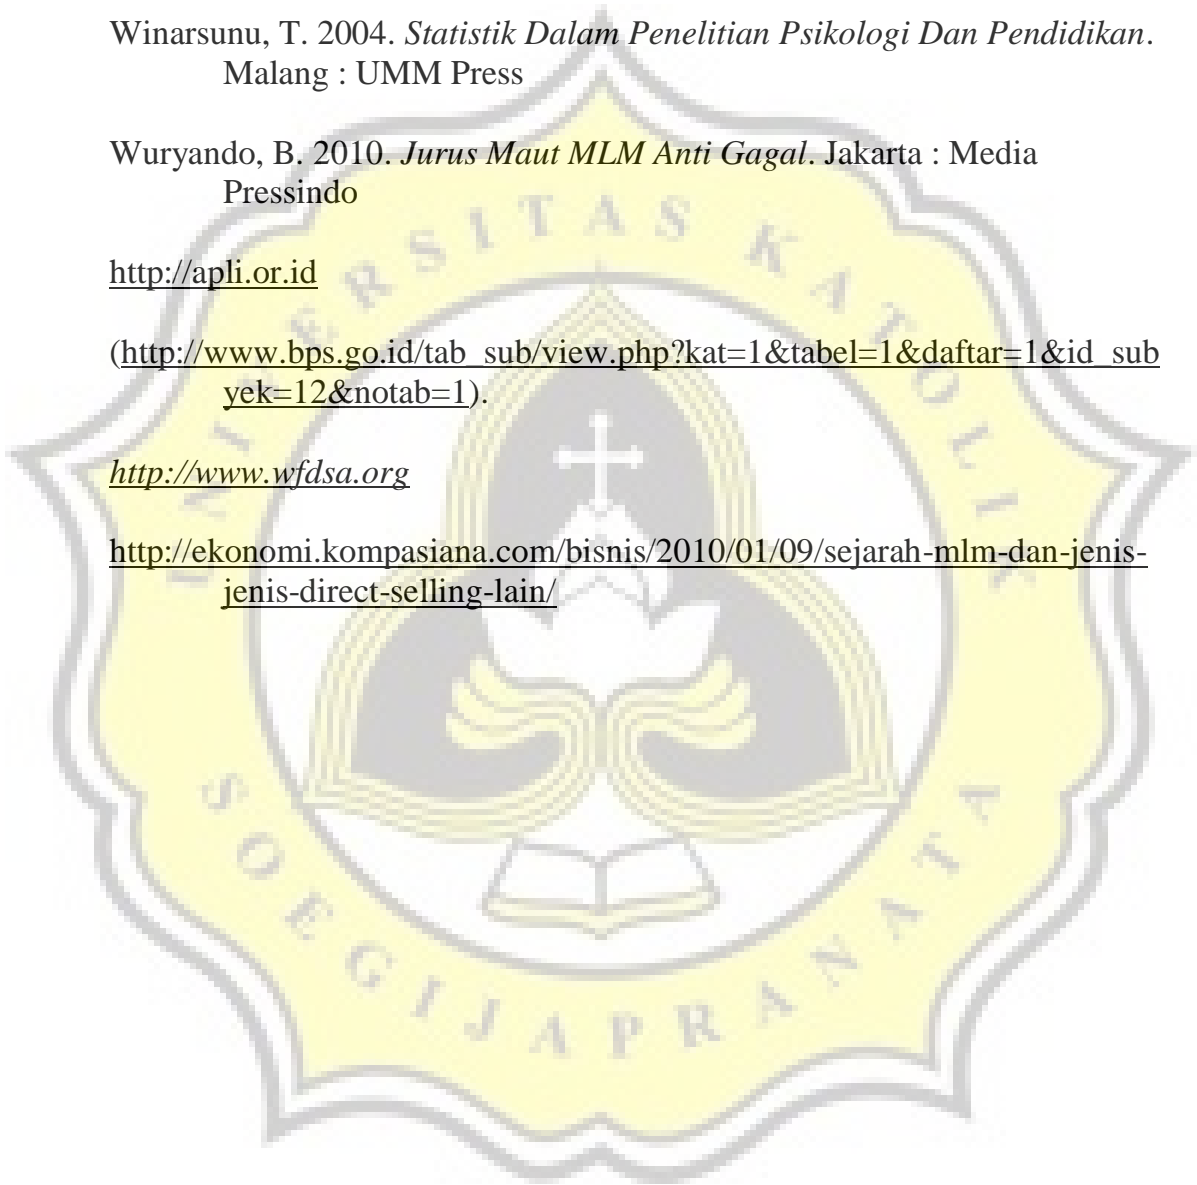 Winarsunu, T. 2004. Statistik Dalam Penelitian Psikologi Dan Pendidikan.
Malang : UMM Press
Wuryando, B. 2010. Jurus Maut MLM Anti Gagal. Jakarta : Media
Pressindo
http://apli.or.id
(http://www.bps.go.id/tab_sub/view.php?kat=1&tabel=1&daftar=1&id_sub
yek=12&notab=1).
http://www.wfdsa.org
http://ekonomi.kompasiana.com/bisnis/2010/01/09/sejarah-mlm-dan-jenis-
jenis-direct-selling-lain/
UNIVERSITAS KATOLIK
SOEGIJAPRANATA